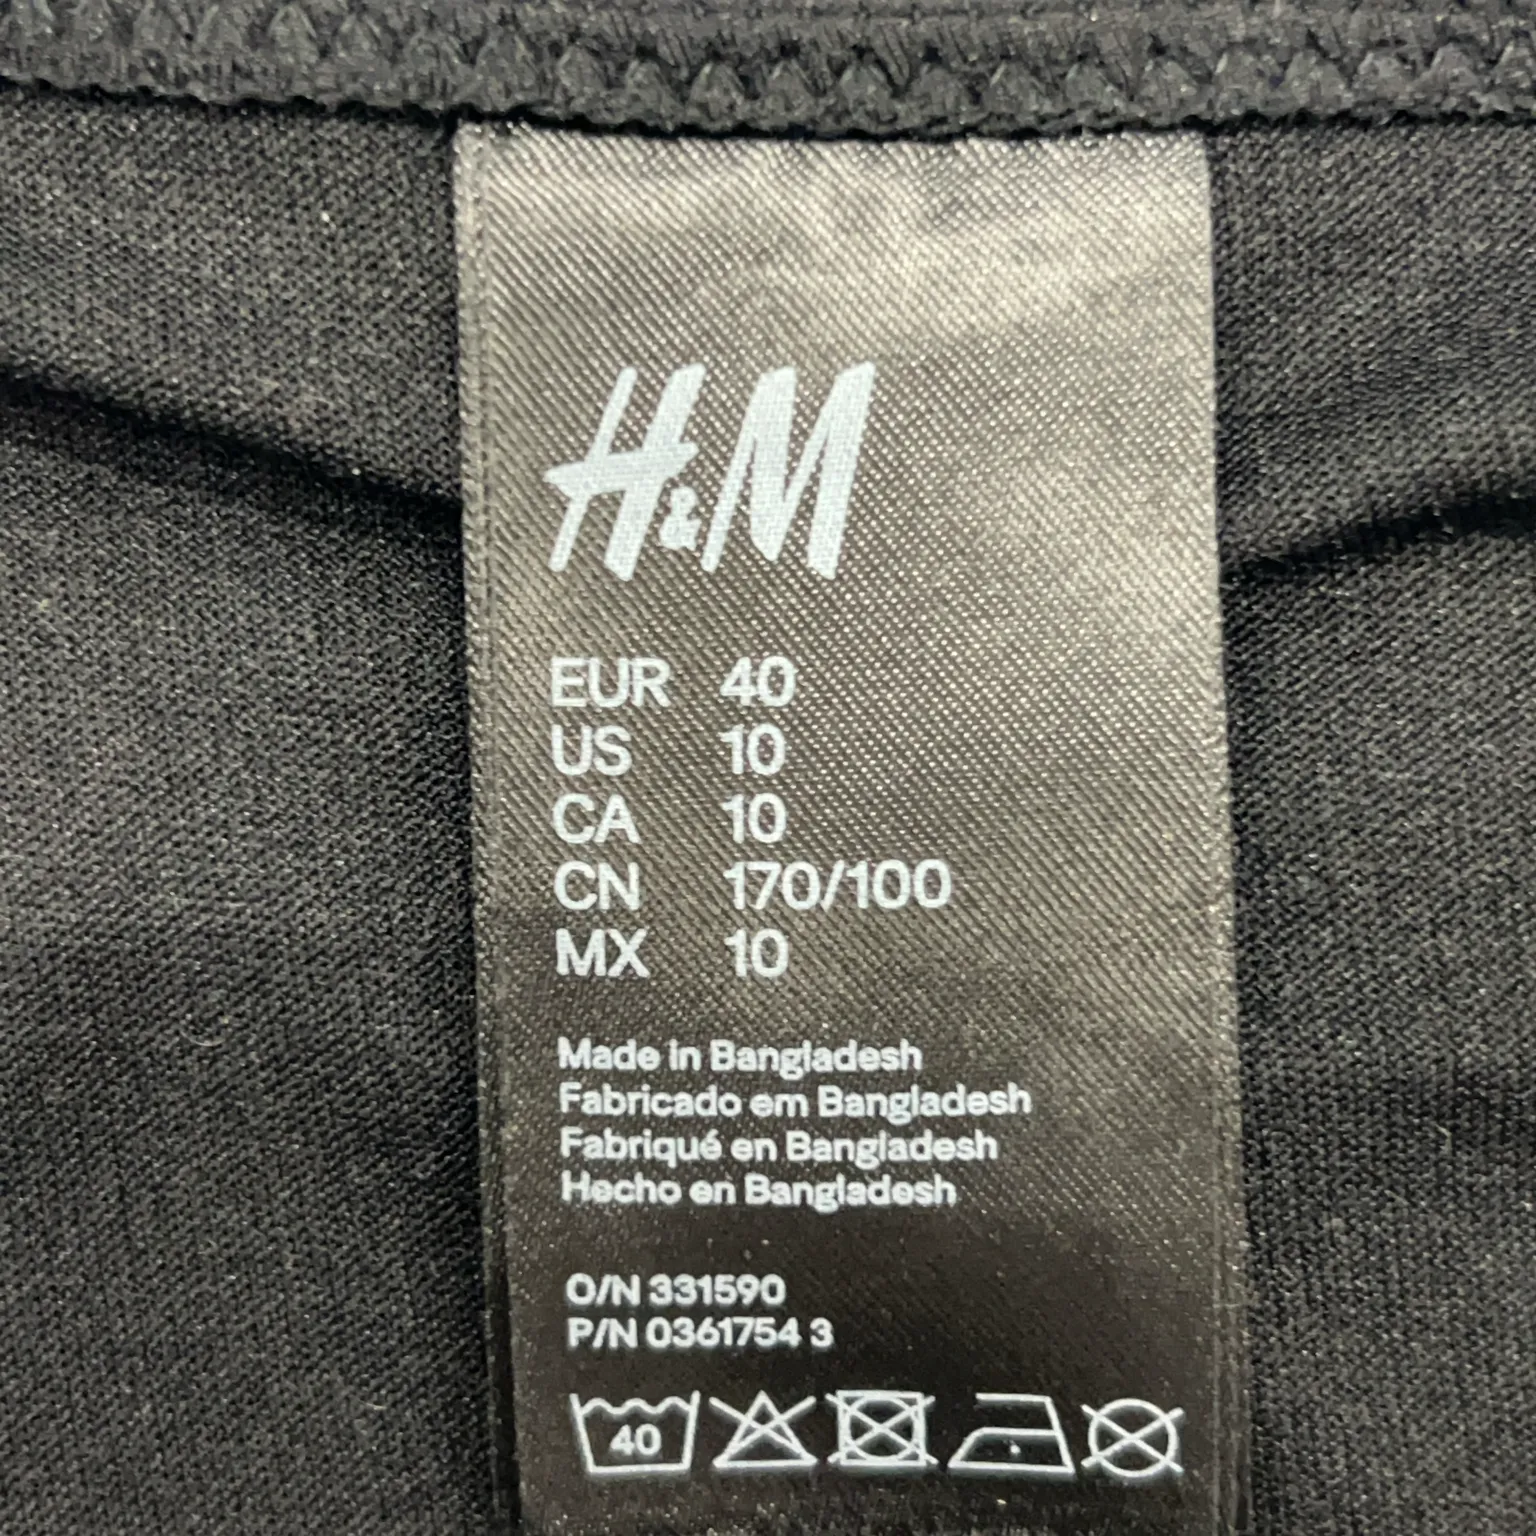 H&M
EUR 40
US 10
CA 10
CN 170/100
MX 10
Made in Bangladesh
Fabricado em Bangladesh
Fabriqué en Bangladesh
Hecho en Bangladesh
O/N 331590
P/N 0361754 3
40